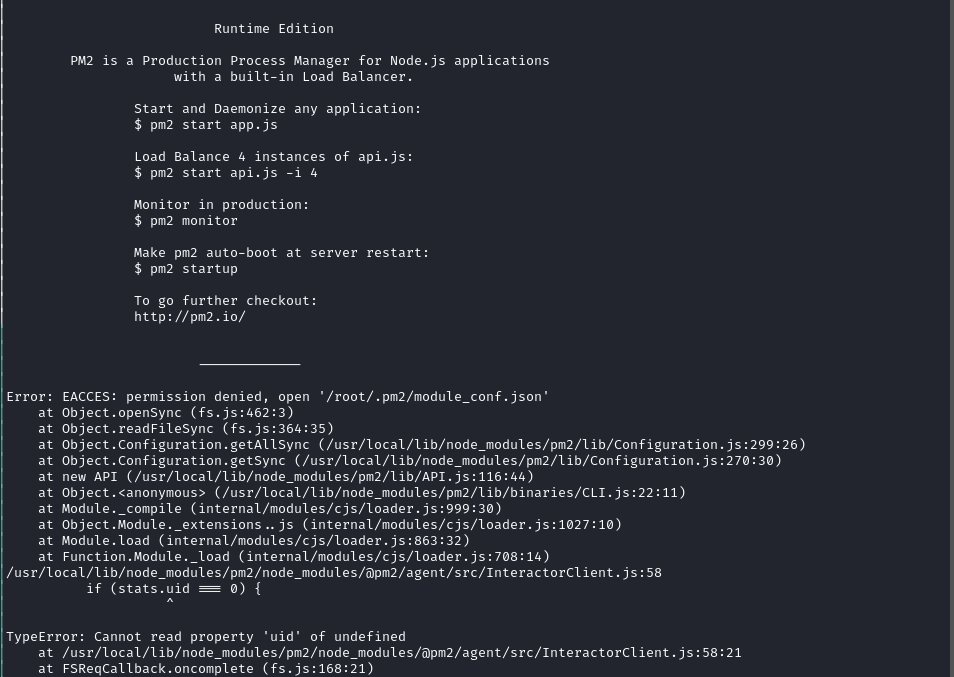 Runtime Edition
PM2 is a Production Process Manager for Node.js applications
with a built-in Load Balancer.
Start and Daemonize any application:
$ pm2 start app.js
Load Balance 4 instances of api.js:
$ pm2 start api.js -i 4
Monitor in production:
$ pm2 monitor
Make pm2 auto-boot at server restart:
$ pm2 startup
To go further checkout:
http://pm2.io/
-------------
Error: EACCES: permission denied, open '/root/.pm2/module_conf.json'
at Object.openSync (fs.js:462:3)
at Object.readFileSync (fs.js:364:35)
at Object.Configuration.getAllSync (/usr/local/lib/node_modules/pm2/lib/Configuration.js:299:26)
at Object.Configuration.getSync (/usr/local/lib/node_modules/pm2/lib/Configuration.js:270:30)
at new API (/usr/local/lib/node_modules/pm2/lib/API.js:116:44)
at Object.<anonymous> (/usr/local/lib/node_modules/pm2/lib/binaries/CLI.js:22:11)
at Module._compile (internal/modules/cjs/loader.js:999:30)
at Object.Module._extensions..js (internal/modules/cjs/loader.js:1027:10)
at Module.load (internal/modules/cjs/loader.js:863:32)
at Function.Module._load (internal/modules/cjs/loader.js:708:14)
/usr/local/lib/node_modules/pm2/node_modules/@pm2/agent/src/InteractorClient.js:58
if (stats.uid === 0) {
^
TypeError: Cannot read property 'uid' of undefined
at /usr/local/lib/node_modules/pm2/node_modules/@pm2/agent/src/InteractorClient.js:58:21
at FSReqCallback.oncomplete (fs.js:168:21)